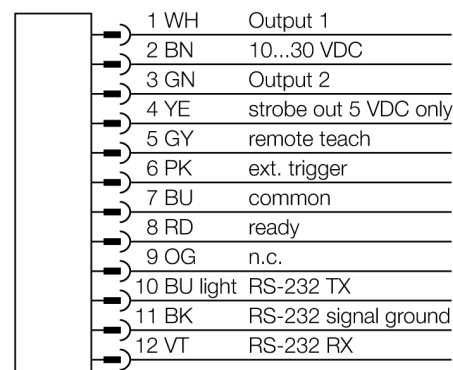 1 WH Output 1
2 BN 10...30 VDC
3 GN Output 2
4 YE strobe out 5 VDC only
5 GY remote teach
6 PK ext. trigger
7 BU common
8 RD ready
9 OG n.c.
10 BU light RS-232 TX
11 BK RS-232 signal ground
12 VT RS-232 RX